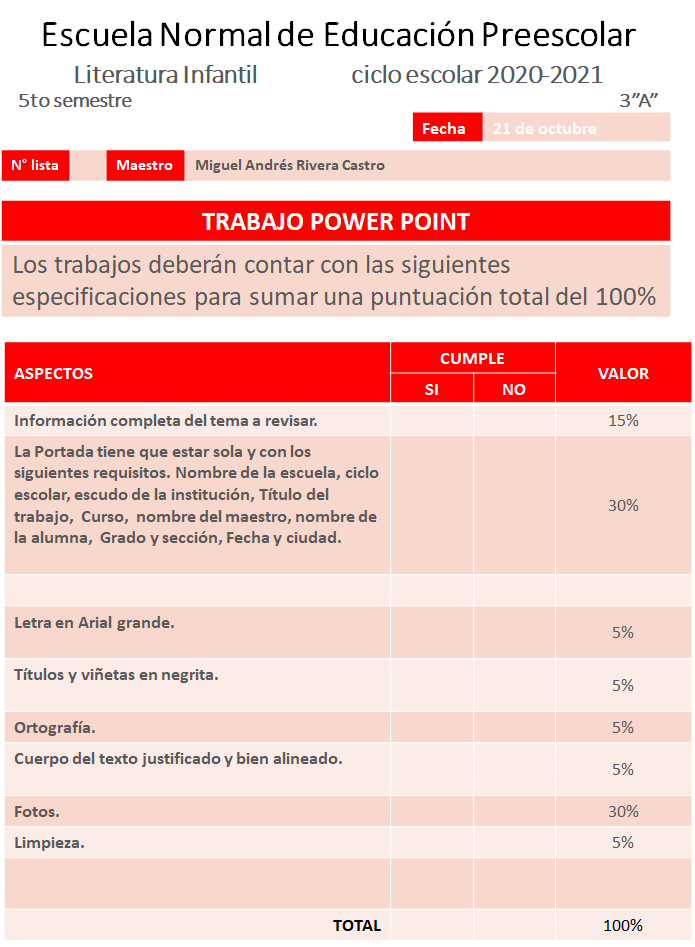 Escuela Normal de Educación Preescolar
Literatura Infantil ciclo escolar 2020-2021
5to semestre 3”A”
Fecha 21 de octubre
N° lista Maestro Miguel Andrés Rivera Castro
TRABAJO POWER POINT
Los trabajos deberán contar con las siguientes
especificaciones para sumar una puntuación total del 100%
ASPECTOS CUMPLE VALOR
SI NO
Información completa del tema a revisar. 15%
La Portada tiene que estar sola y con los
siguientes requisitos. Nombre de la escuela, ciclo
escolar, escudo de la institución, Título del
trabajo, Curso, nombre del maestro, nombre de
la alumna, Grado y sección, Fecha y ciudad.
30%
Letra en Arial grande. 5%
Títulos y viñetas en negrita. 5%
Ortografía. 5%
Cuerpo del texto justificado y bien alineado. 5%
Fotos. 30%
Limpieza. 5%
TOTAL 100%